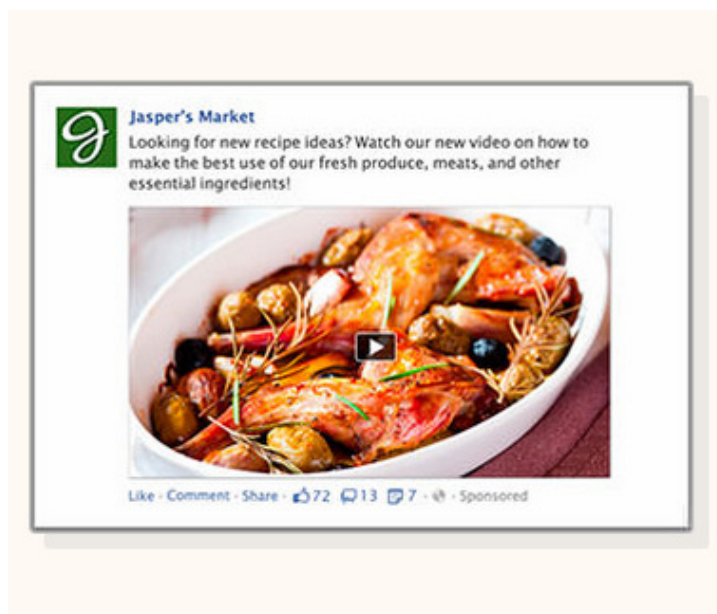 Jasper's Market
Looking for new recipe ideas? Watch our new video on how to
make the best use of our fresh produce, meats, and other
essential ingredients!
Like · Comment · Share · 72 13 7 · · Sponsored